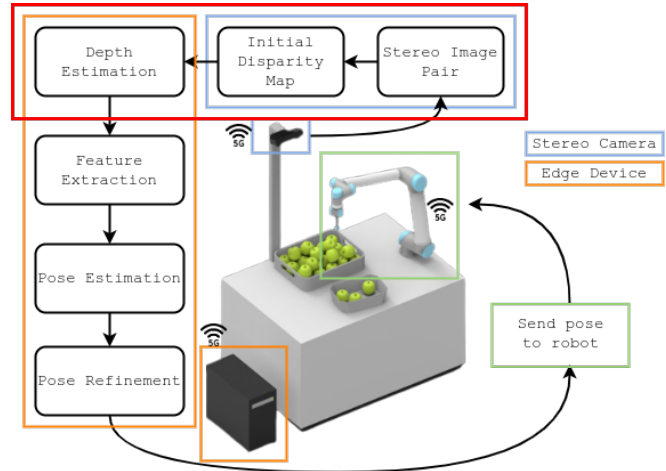 Depth
Estimation
Initial
Disparity
Map
Stereo Image
Pair
5G
Stereo Camera
Edge Device
Feature
Extraction
5G
Pose Estimation
5G
Send pose
to robot
Pose Refinement